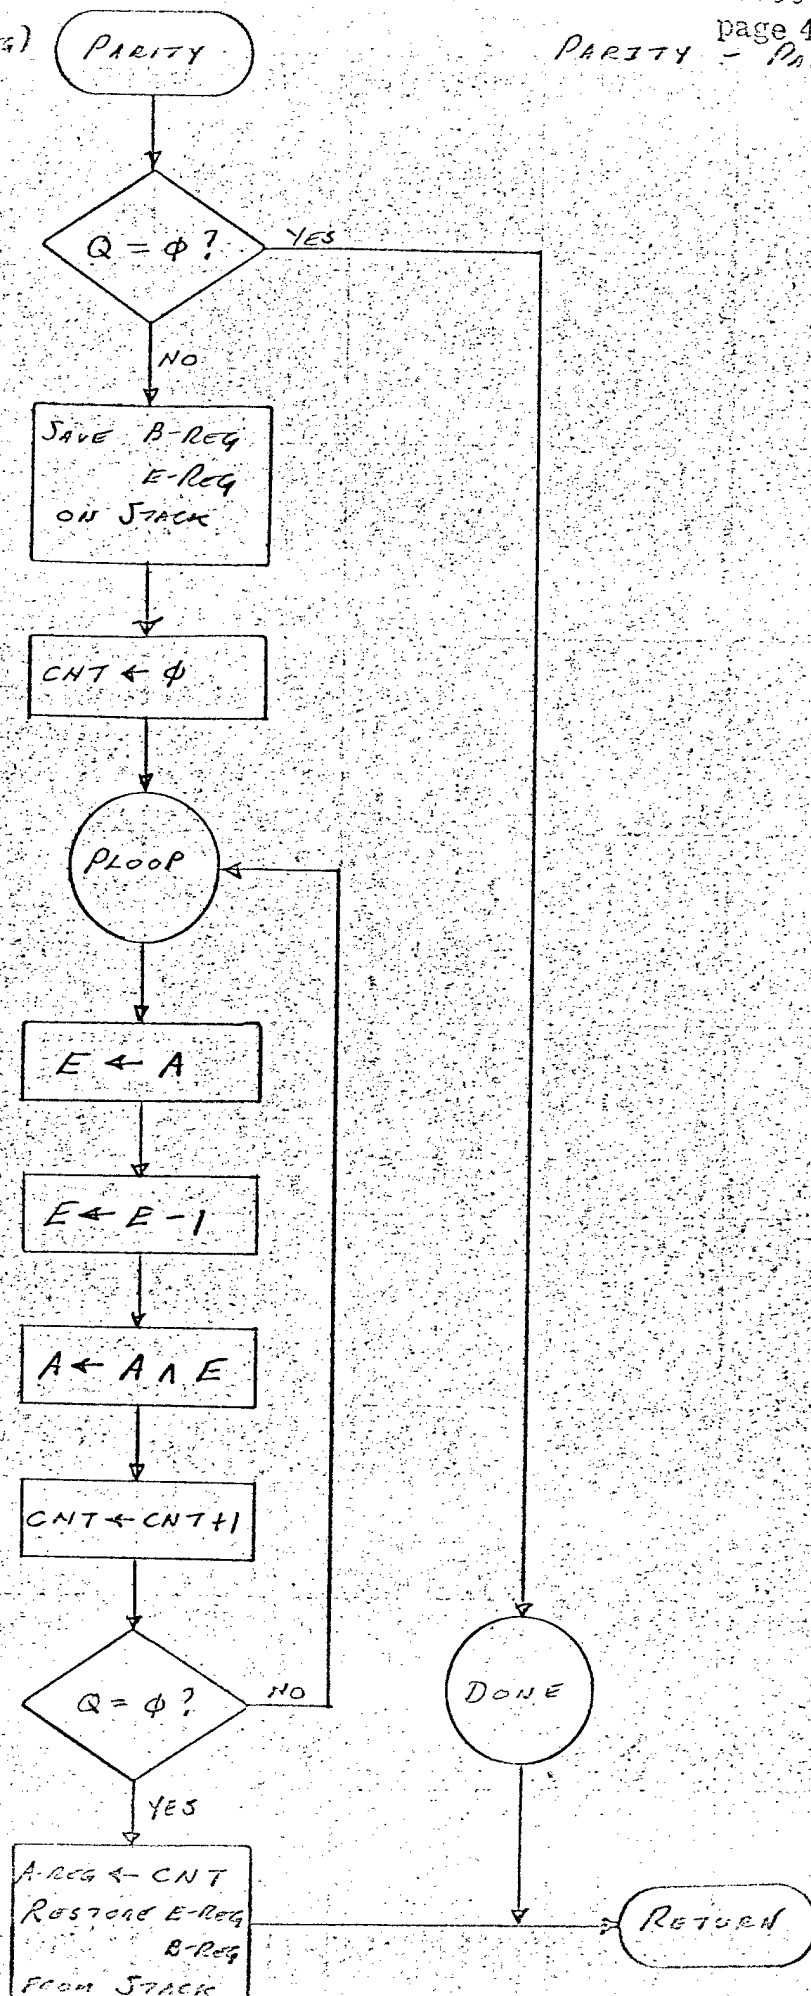 page 4
PARITY
PARITY -
Q = φ ?
YES
NO
SAVE B-REG
E-REG
ON STACK
CNT ← φ
PLOOP
E ← A
E ← E - 1
A ← A ∧ E
CNT ← CNT + 1
Q = φ ?
NO
DONE
YES
A-REG ← CNT
RESTORE E-REG
B-REG
FROM STACK
RETURN